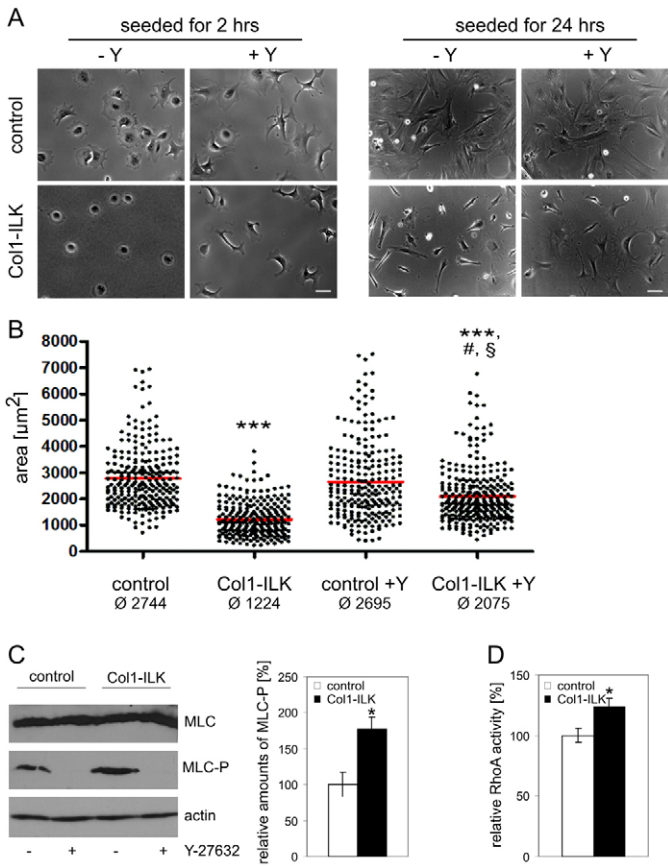 A
seeded for 2 hrs
seeded for 24 hrs
- Y
+ Y
- Y
+ Y
control
Col1-ILK
B
area [µm²]
8000
7000
6000
5000
4000
3000
2000
1000
0
***
***,
#, §
control
Col1-ILK
control +Y
Col1-ILK +Y
Ø 2744
Ø 1224
Ø 2695
Ø 2075
C
control
Col1-ILK
MLC
MLC-P
actin
- + - + Y-27632
relative amounts of MLC-P [%]
250
200
150
100
50
0
control
Col1-ILK
*
D
relative RhoA activity [%]
150
100
50
0
control
Col1-ILK
*